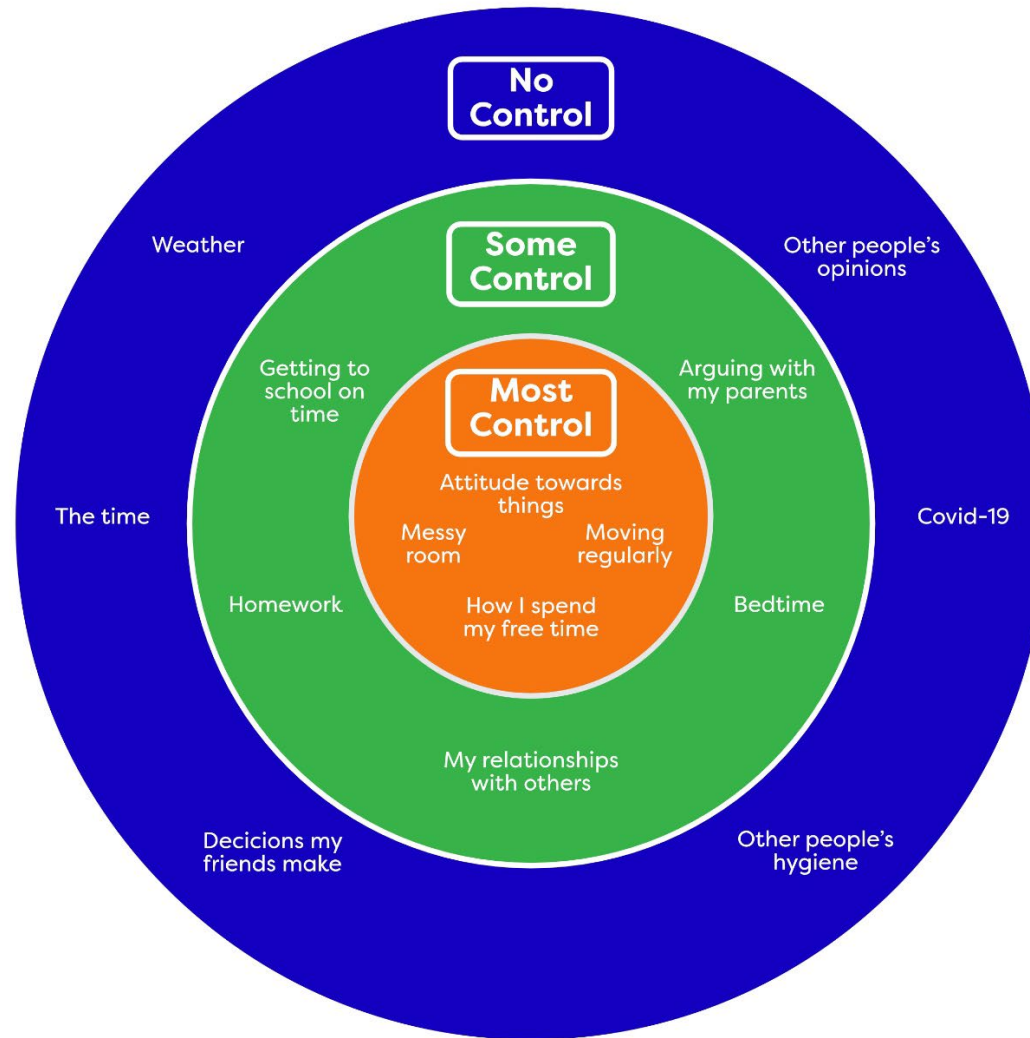 No
Control
Weather
Other people's
opinions
Some
Control
Getting to
school on
time
Arguing with
my parents
Most
Control
Attitude towards
things
Messy
room
Moving
regularly
The time
Covid-19
Homework
How I spend
my free time
Bedtime
My relationships
with others
Decicions my
friends make
Other people's
hygiene